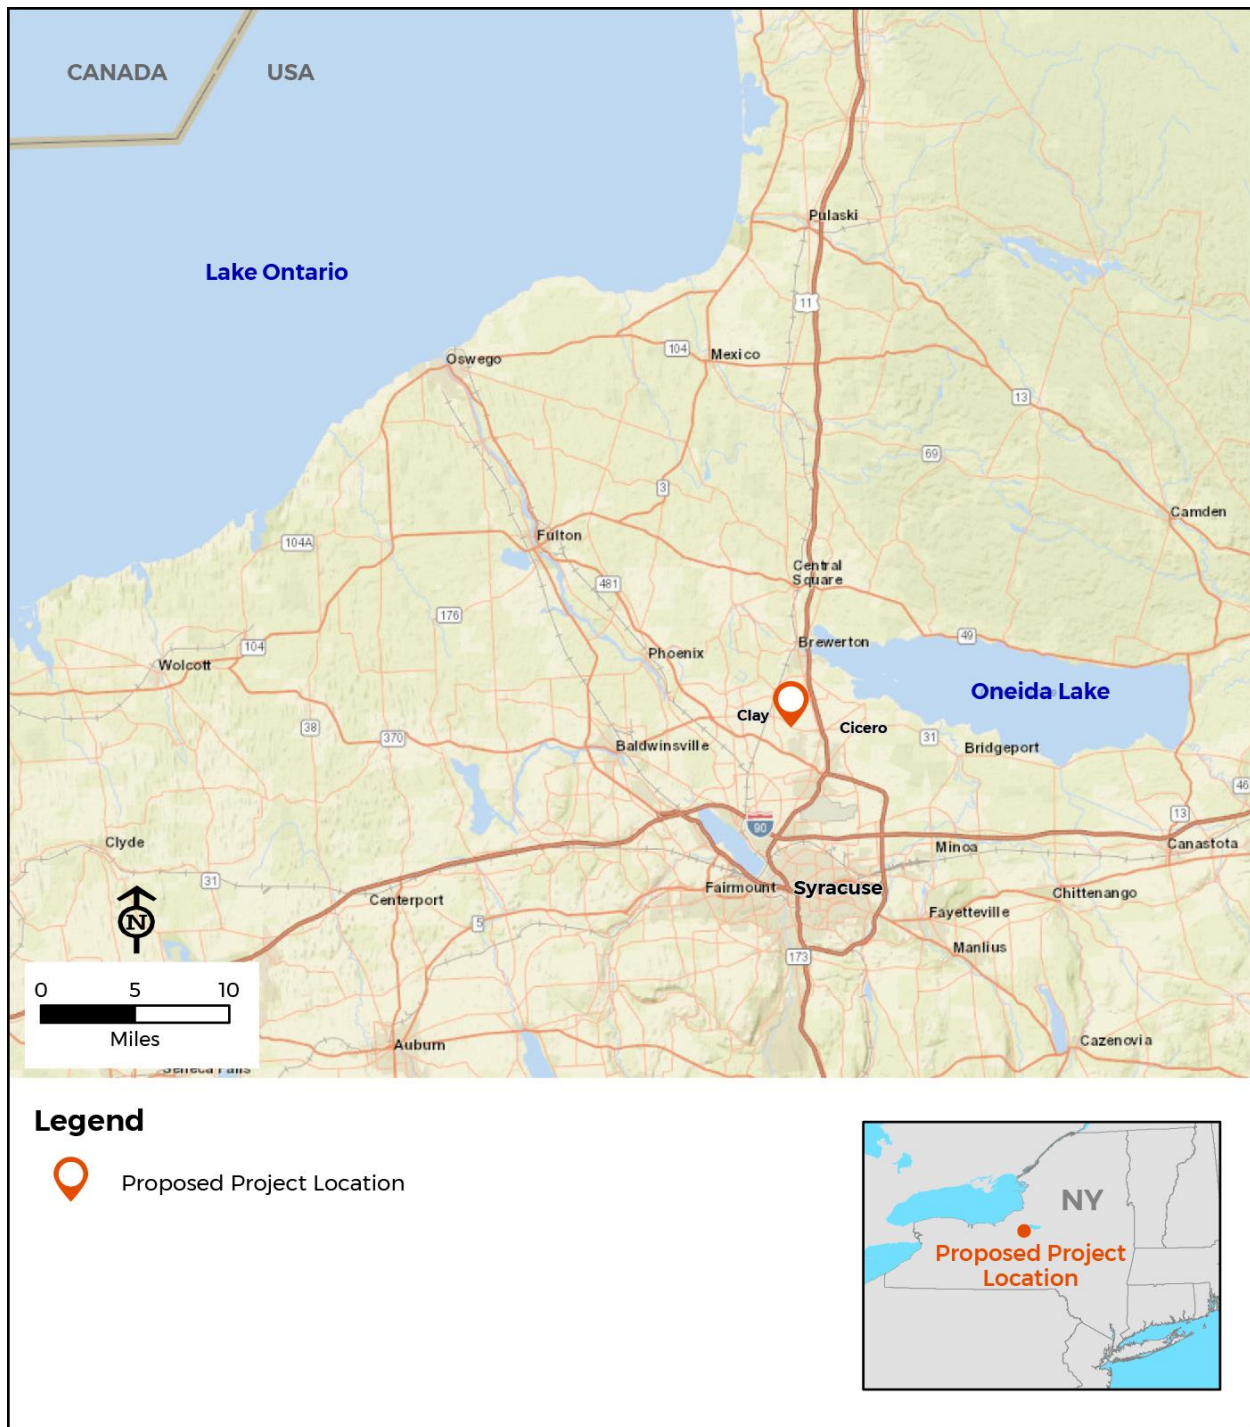 CANADA
USA
Pulaski
Lake Ontario
11
Oswego
104
Mexico
13
69
3
Camden
Fulton
104A
Central
Square
481
176
49
Brewerton
104
Phoenix
Wolcott
Oneida Lake
Clay
Cicero
38
370
31
Baldwinsville
Bridgeport
46
13
90
Clyde
Minoa
Canastota
31
Fairmount
Syracuse
Chittenango
Centerport
5
Fayetteville
Manlius
173
N
0 5 10
Miles
Auburn
Cazenovia
Seneca Falls
Legend
Proposed Project Location
NY
Proposed Project
Location